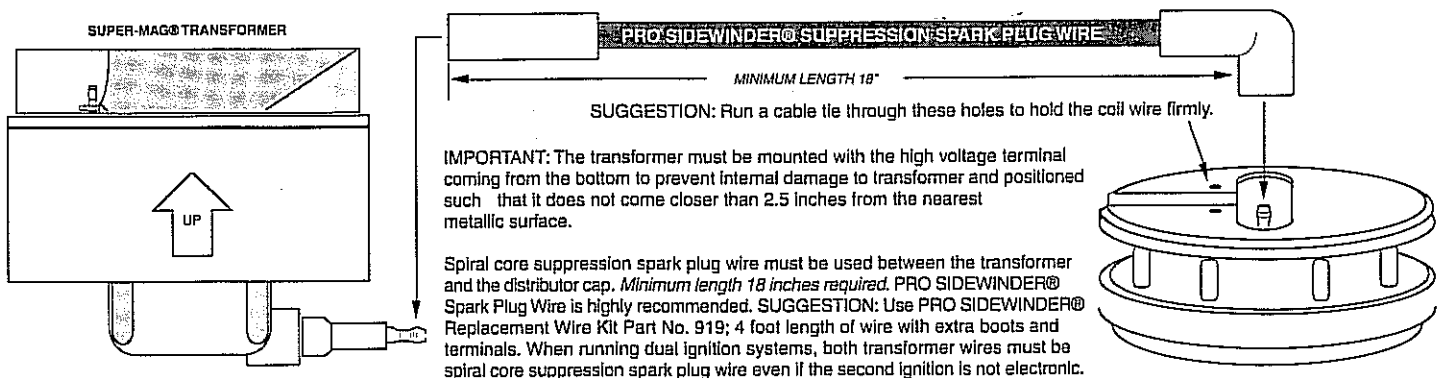 SUPER-MAG® TRANSFORMER
PRO SIDEWINDER® SUPPRESSION SPARK PLUG WIRE
MINIMUM LENGTH 18"
SUGGESTION: Run a cable tie through these holes to hold the coil wire firmly.
IMPORTANT: The transformer must be mounted with the high voltage terminal
coming from the bottom to prevent internal damage to transformer and positioned
such that it does not come closer than 2.5 inches from the nearest
metallic surface.
UP
Spiral core suppression spark plug wire must be used between the transformer
and the distributor cap. Minimum length 18 inches required. PRO SIDEWINDER®
Spark Plug Wire is highly recommended. SUGGESTION: Use PRO SIDEWINDER®
Replacement Wire Kit Part No. 919; 4 foot length of wire with extra boots and
terminals. When running dual ignition systems, both transformer wires must be
spiral core suppression spark plug wire even if the second ignition is not electronic.